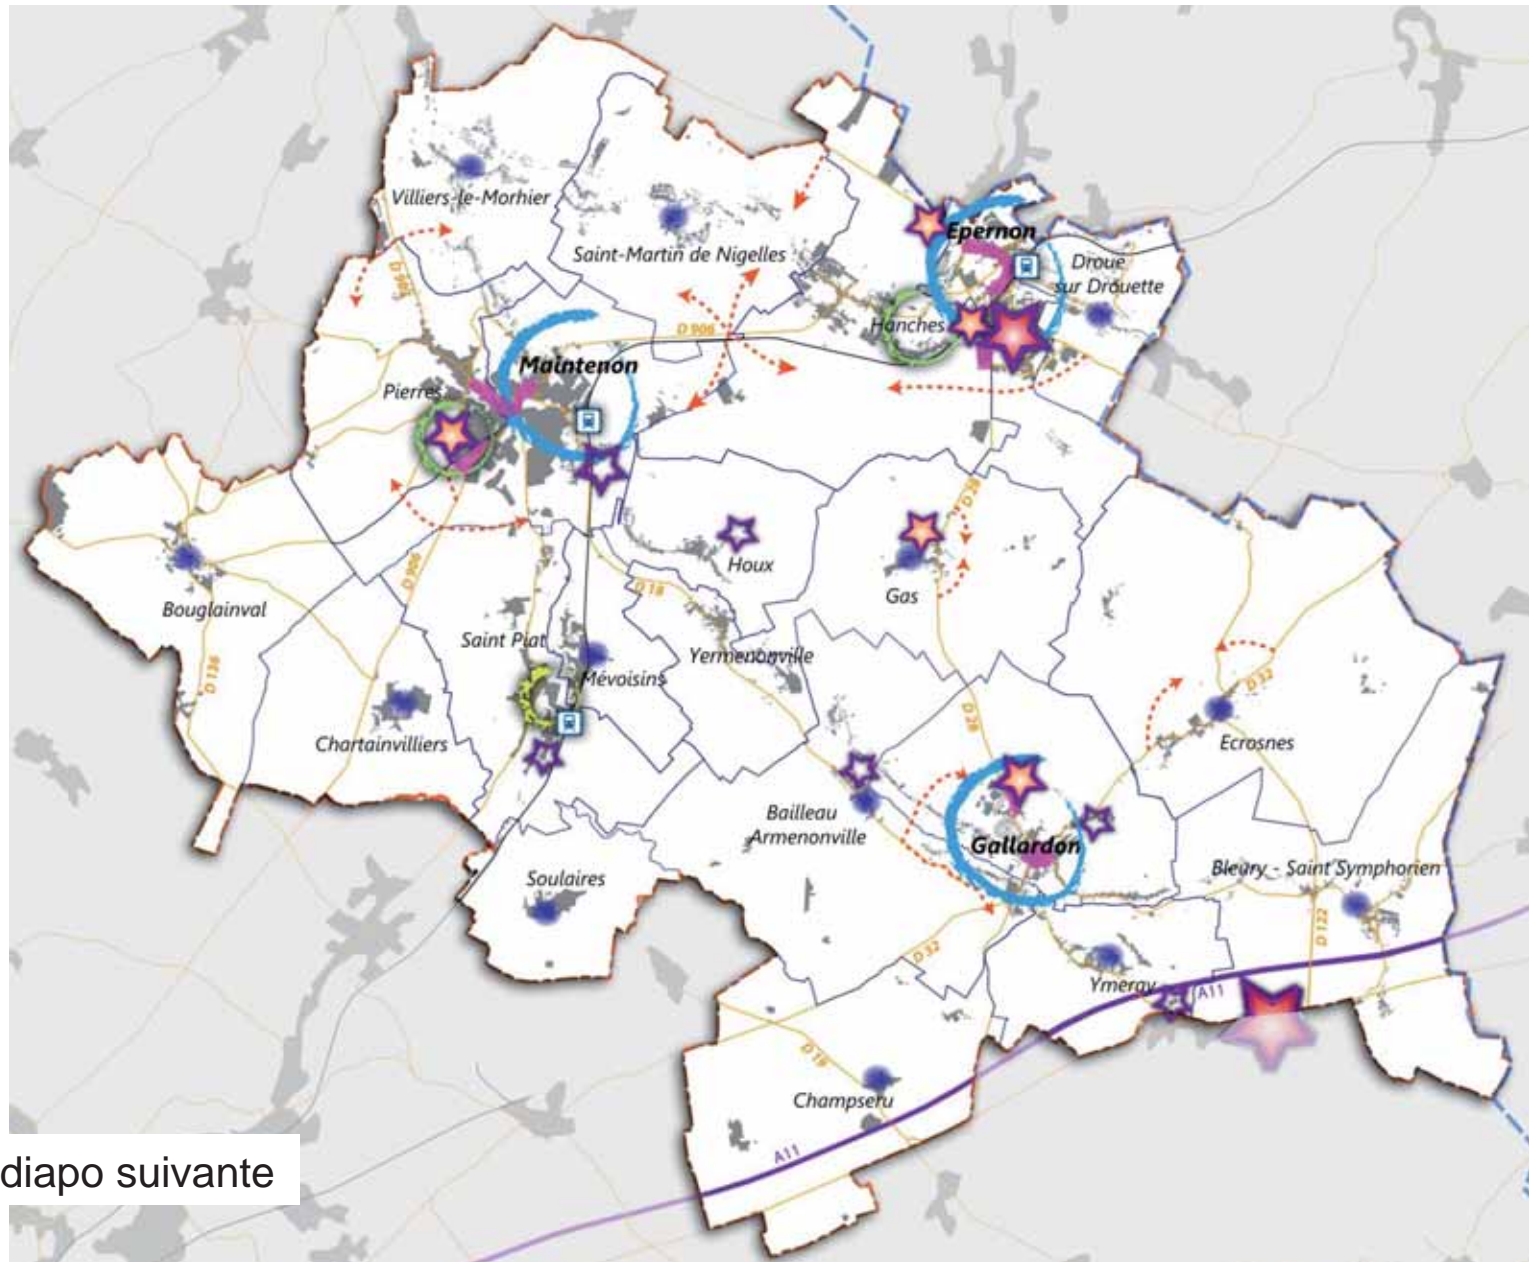 Villiers-le-Morhier
Saint-Martin de Nigelles
Epernon
Droue
sur Drouette
Hanches
D 906
Maintenon
Pierres
D 28
Houx
Gas
Bouglainval
D 906
D 18
Saint Piat
Yermenonville
Mévoisins
D 136
D 32
Chartainvilliers
D 28
Ecrosnes
Bailleau
Armenonville
Gallardon
Bleury - Saint Symphorien
Soulaires
D 122
D 32
Ymeray
A11
D 19
Champseru
A11
diapo suivante